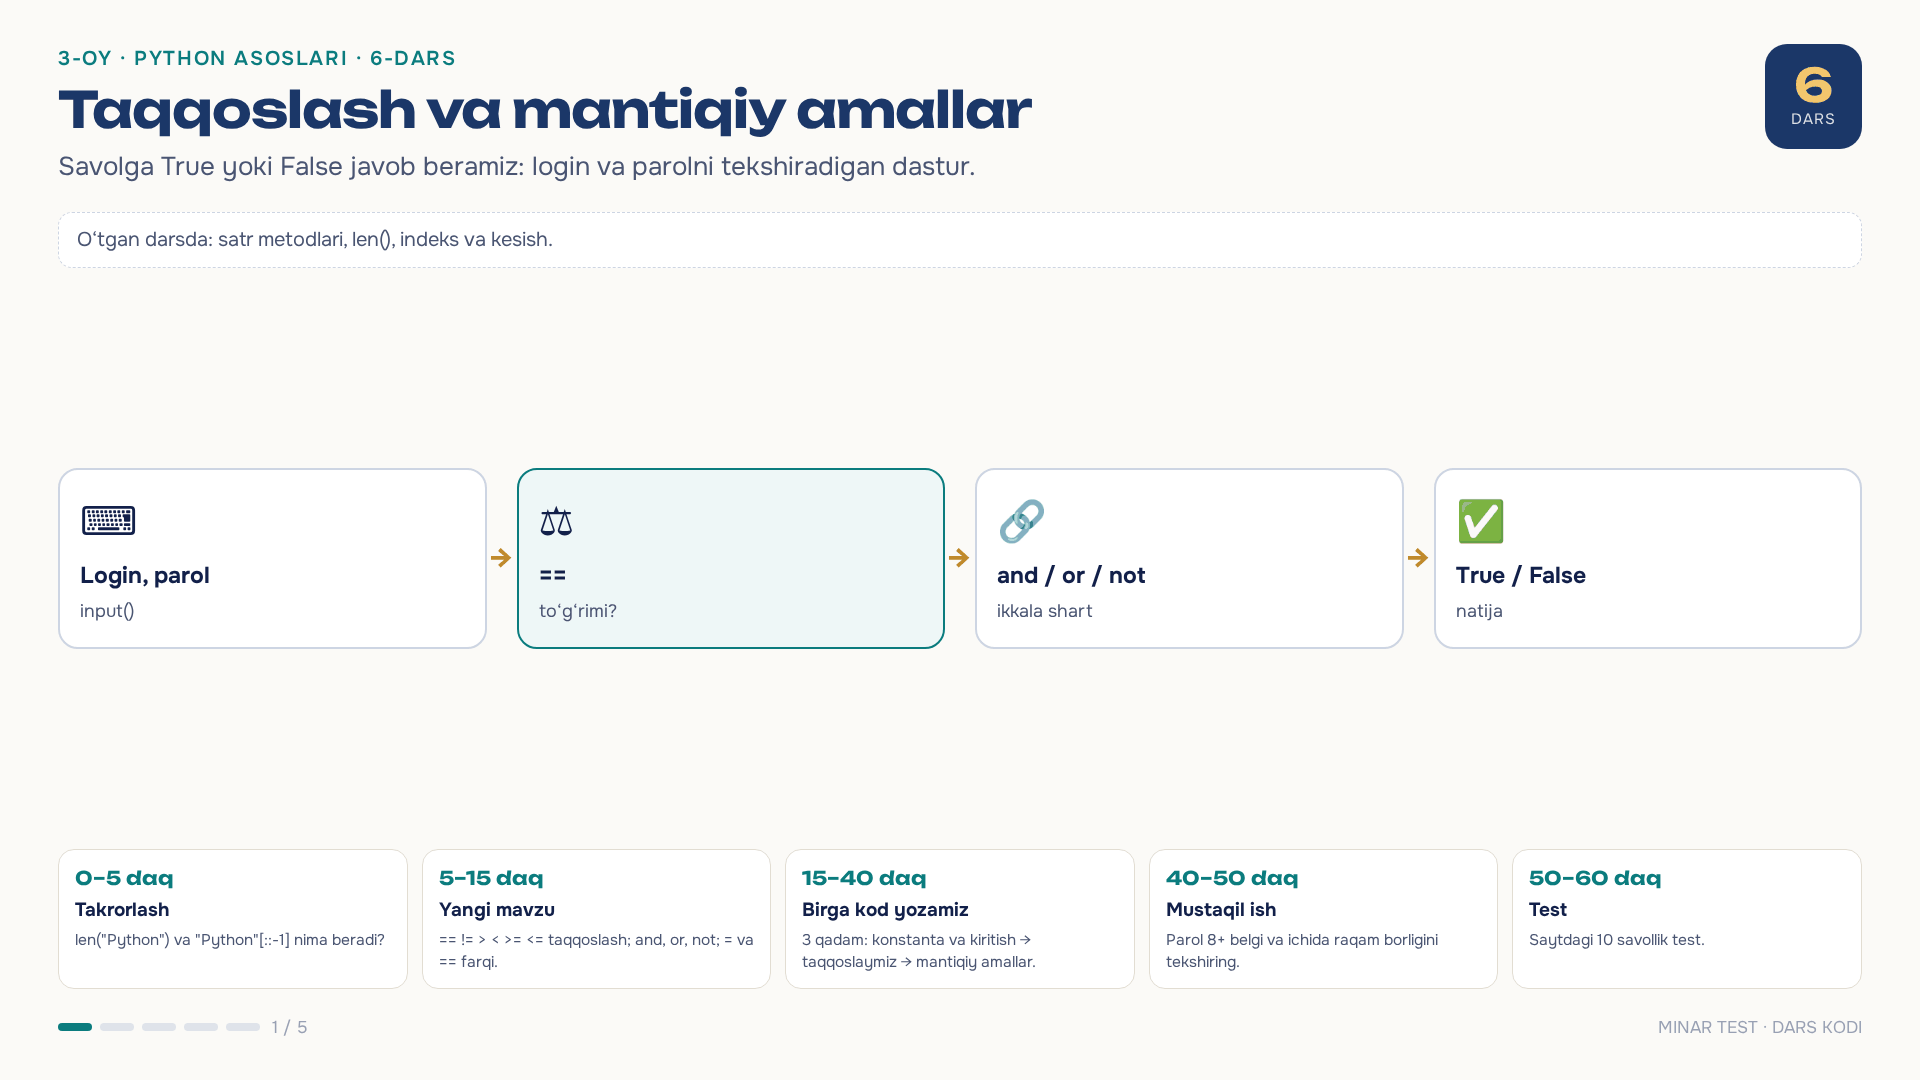 3-OY · PYTHON ASOSLARI · 6-DARS
Taqqoslash va mantiqiy amallar
Savolga True yoki False javob beramiz: login va parolni tekshiradigan dastur.
6
DARS
O‘tgan darsda: satr metodlari, len(), indeks va kesish.
Login, parol
input()
→
==
to‘g‘rimi?
→
and / or / not
ikkala shart
→
True / False
natija
0–5 daq
Takrorlash
len("Python") va "Python"[::-1] nima beradi?
5–15 daq
Yangi mavzu
== != > < >= <= taqqoslash; and, or, not; = va
== farqi.
15–40 daq
Birga kod yozamiz
3 qadam: konstanta va kiritish →
taqqoslaymiz → mantiqiy amallar.
40–50 daq
Mustaqil ish
Parol 8+ belgi va ichida raqam borligini
tekshiring.
50–60 daq
Test
Saytdagi 10 savollik test.
1 / 5
MINAR TEST · DARS KODI